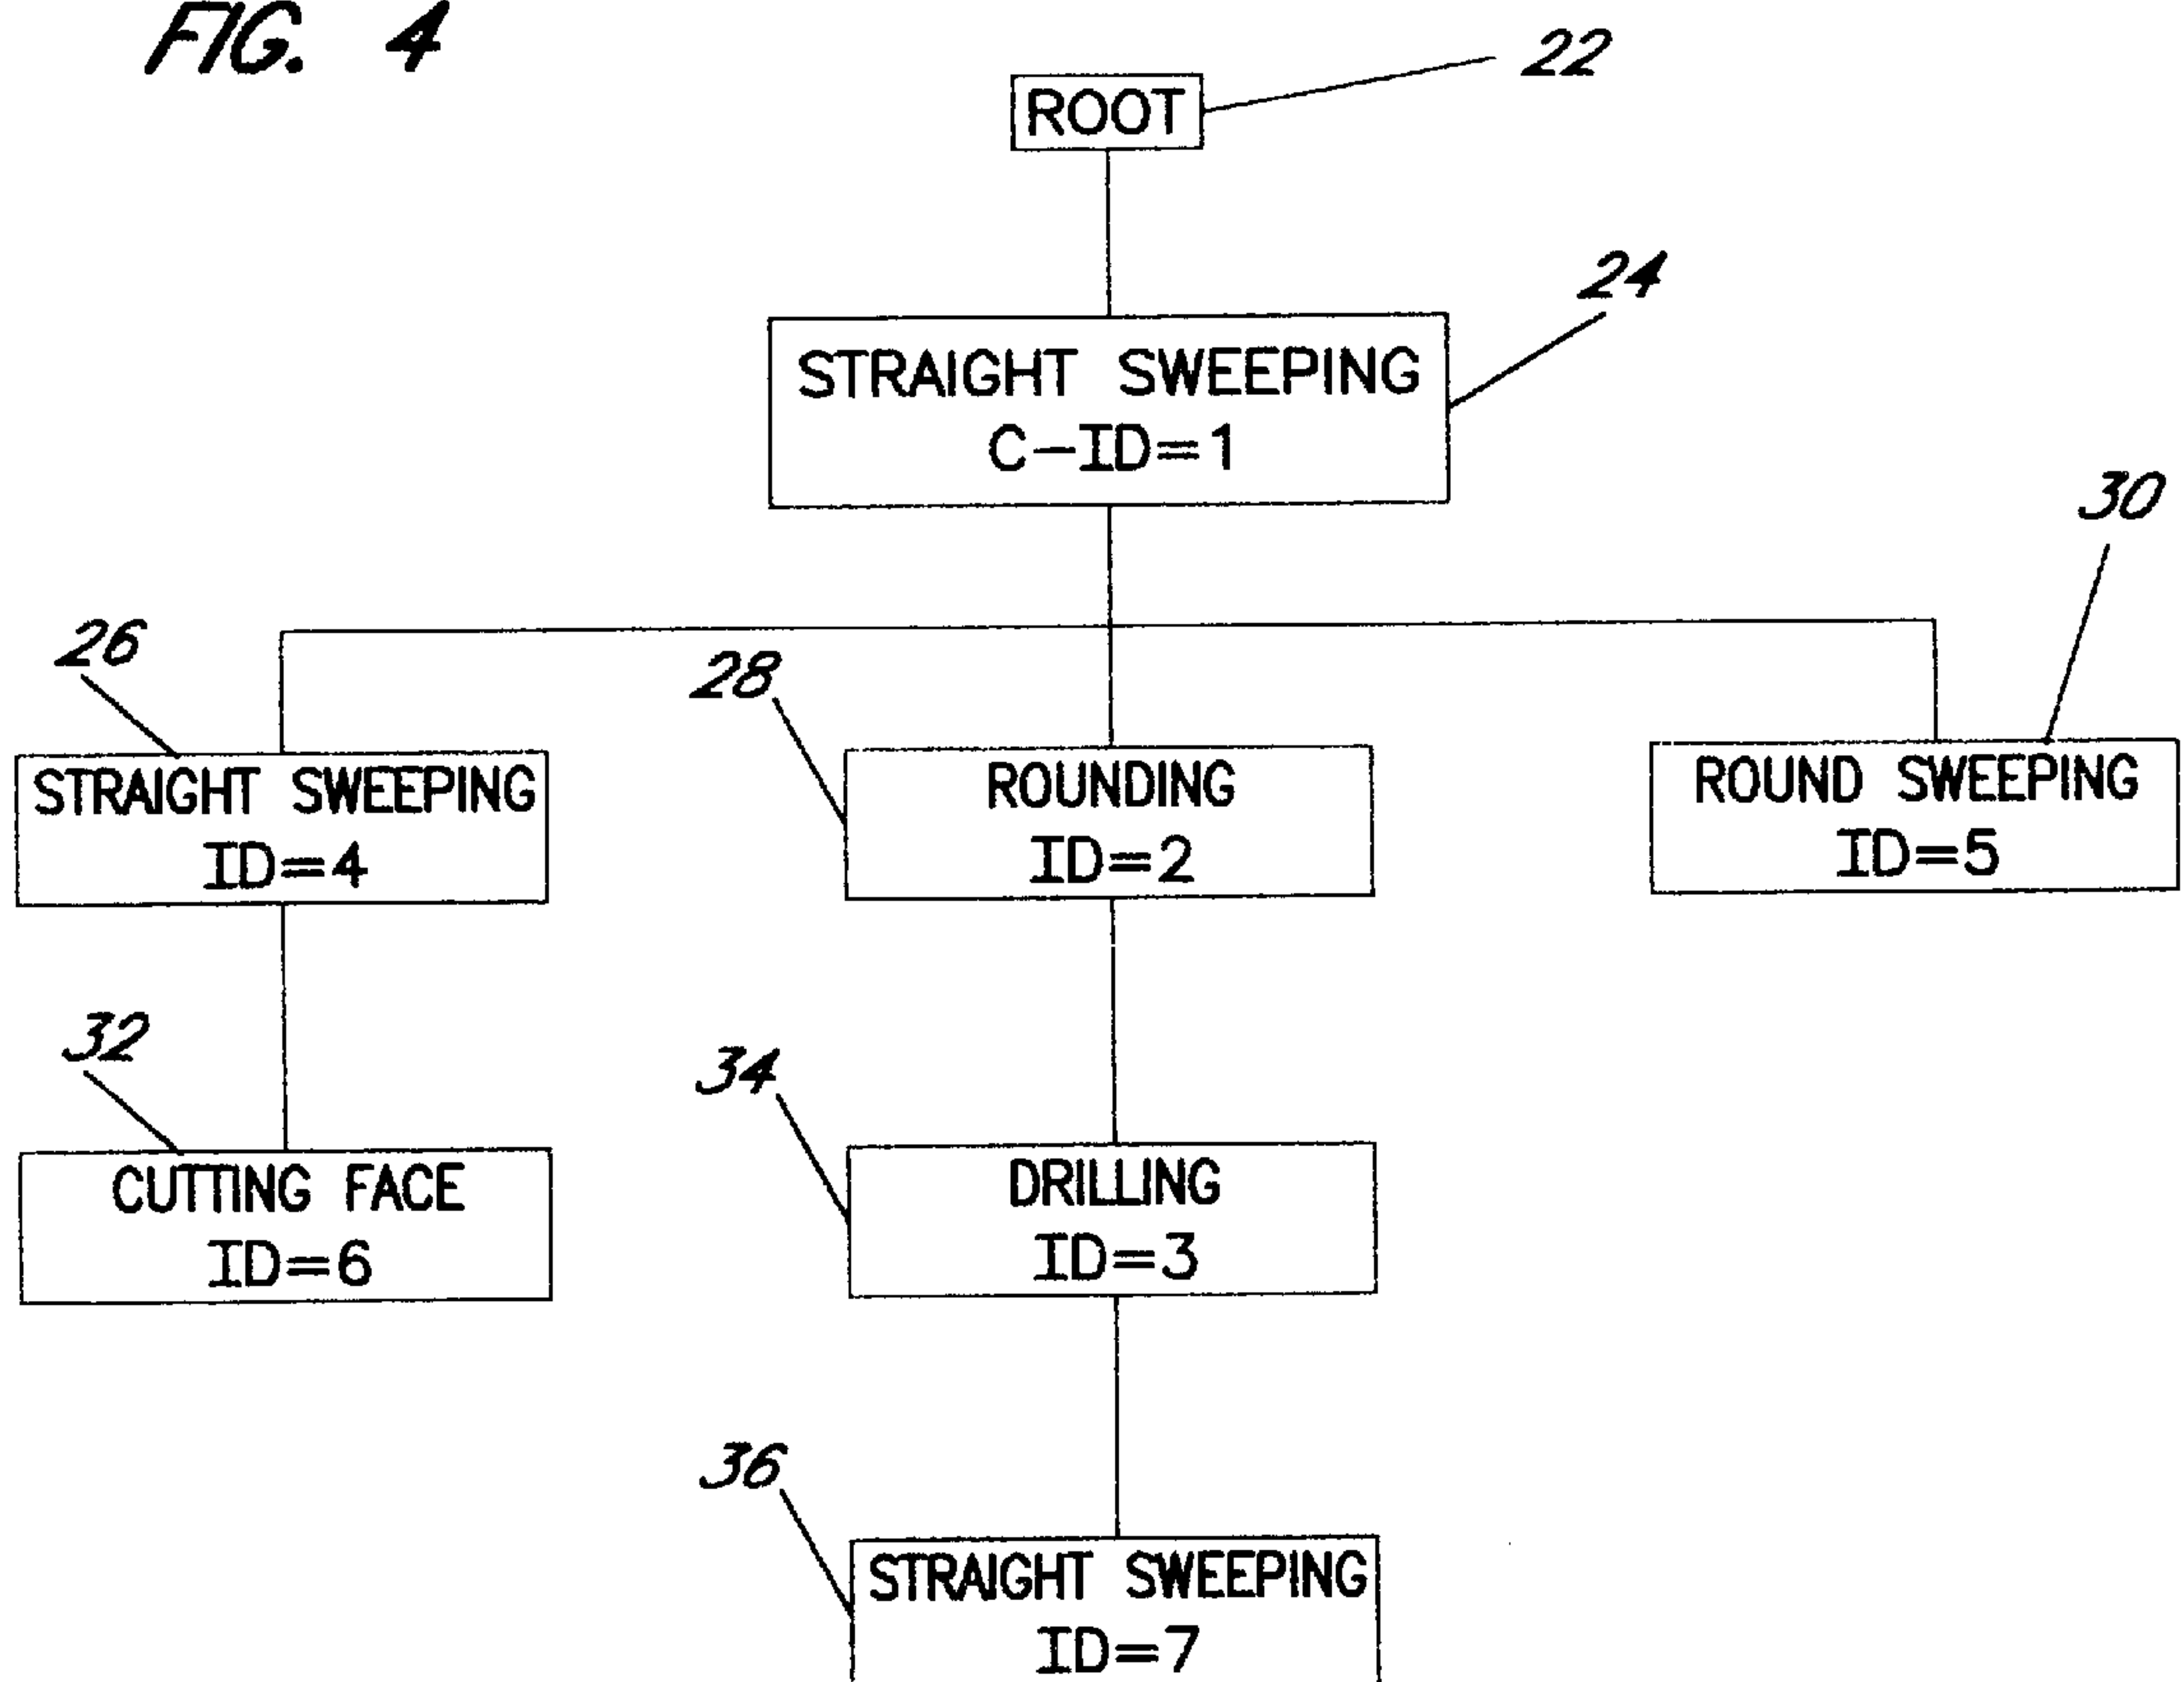 FIG. 4
22
ROOT
24
STRAIGHT SWEEPING
C-ID=1
30
26
28
STRAIGHT SWEEPING
ID=4
ROUNDING
ID=2
ROUND SWEEPING
ID=5
32
34
CUTTING FACE
ID=6
DRILLING
ID=3
36
STRAIGHT SWEEPING
ID=7